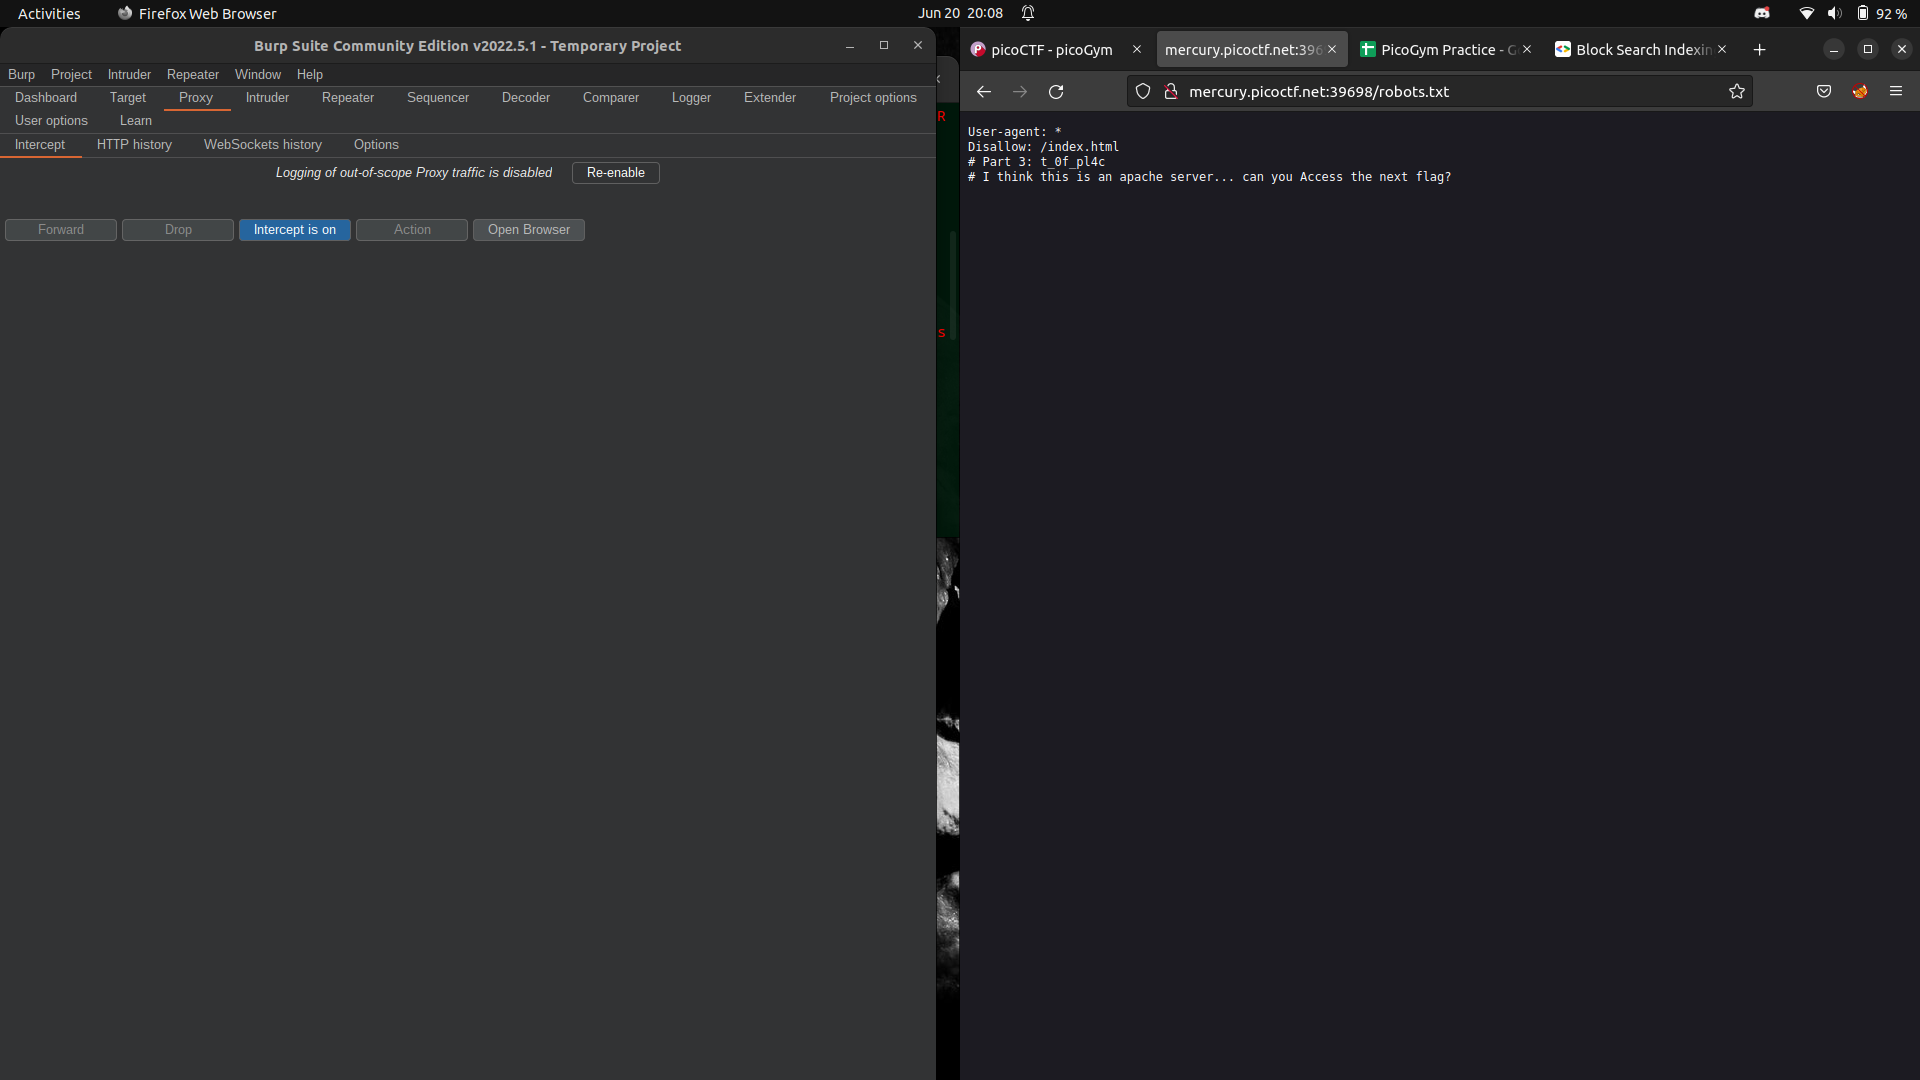 Activities
Firefox Web Browser
Jun 20 20:08
92 %
Burp Suite Community Edition v2022.5.1 - Temporary Project
Burp Project Intruder Repeater Window Help
Dashboard Target Proxy Intruder Repeater Sequencer Decoder Comparer Logger Extender Project options
User options Learn
Intercept HTTP history WebSockets history Options
Logging of out-of-scope Proxy traffic is disabled Re-enable
Forward Drop Intercept is on Action Open Browser
R
s
picoCTF - picoGym
mercury.picoctf.net:396
PicoGym Practice - G
Block Search Indexin
mercury.picoctf.net:39698/robots.txt
User-agent: *
Disallow: /index.html
# Part 3: t_0f_pl4c
# I think this is an apache server... can you Access the next flag?